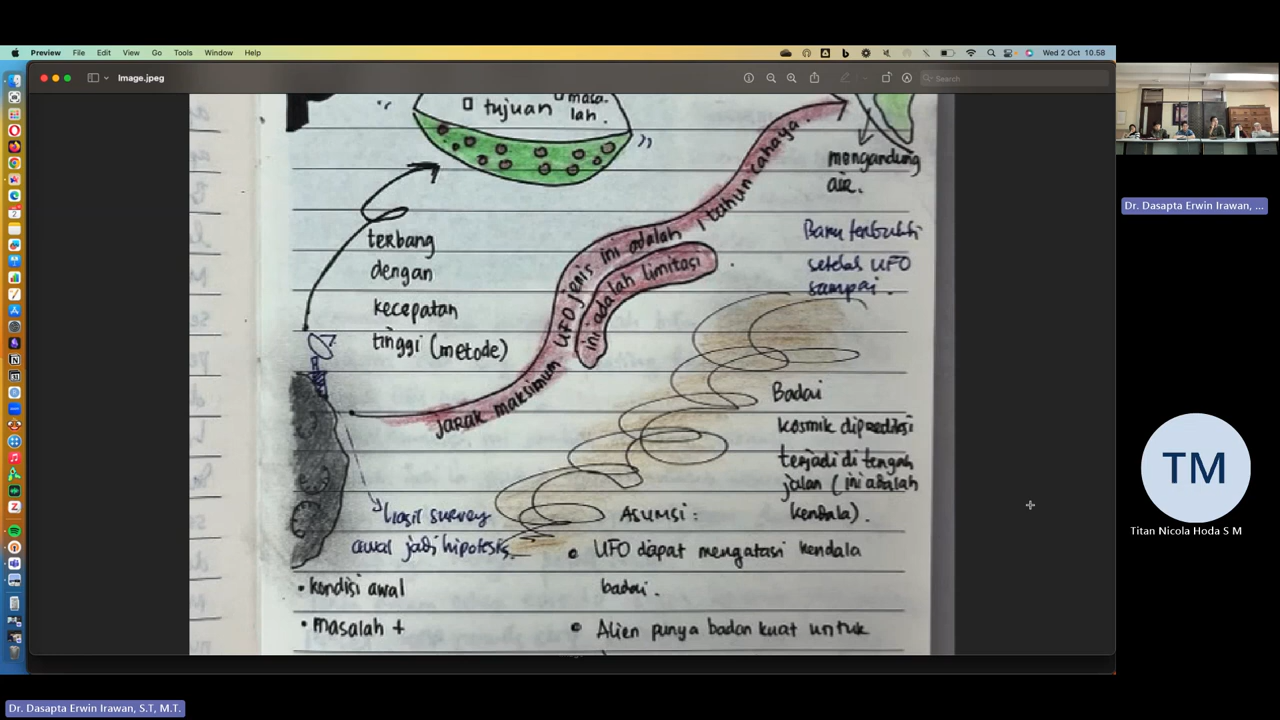 Preview File Edit View Go Tools Window Help
Wed 2 Oct 10.58
Image.jpeg
Search
tujuan
masa-
lah.
mengandung
air.
Baru terbukti
setelah UFO
sampai.
terbang
dengan
kecepatan
tinggi (metode)
jarak maksimum UFO jenis ini adalah 1 tahun cahaya.
ini adalah limitasi
Badai
kosmik diprediksi
terjadi di tengah
jalan (ini adalah
kendala).
hasil survey
awal jadi hipotesis
• kondisi awal
• masalah +
ASUMSI :
• UFO dapat mengatasi kendala
badai.
• Alien punya badan kuat untuk
Dr. Dasapta Erwin Irawan, ...
TM
Titan Nicola Hoda S M
Dr. Dasapta Erwin Irawan, S.T, M.T.